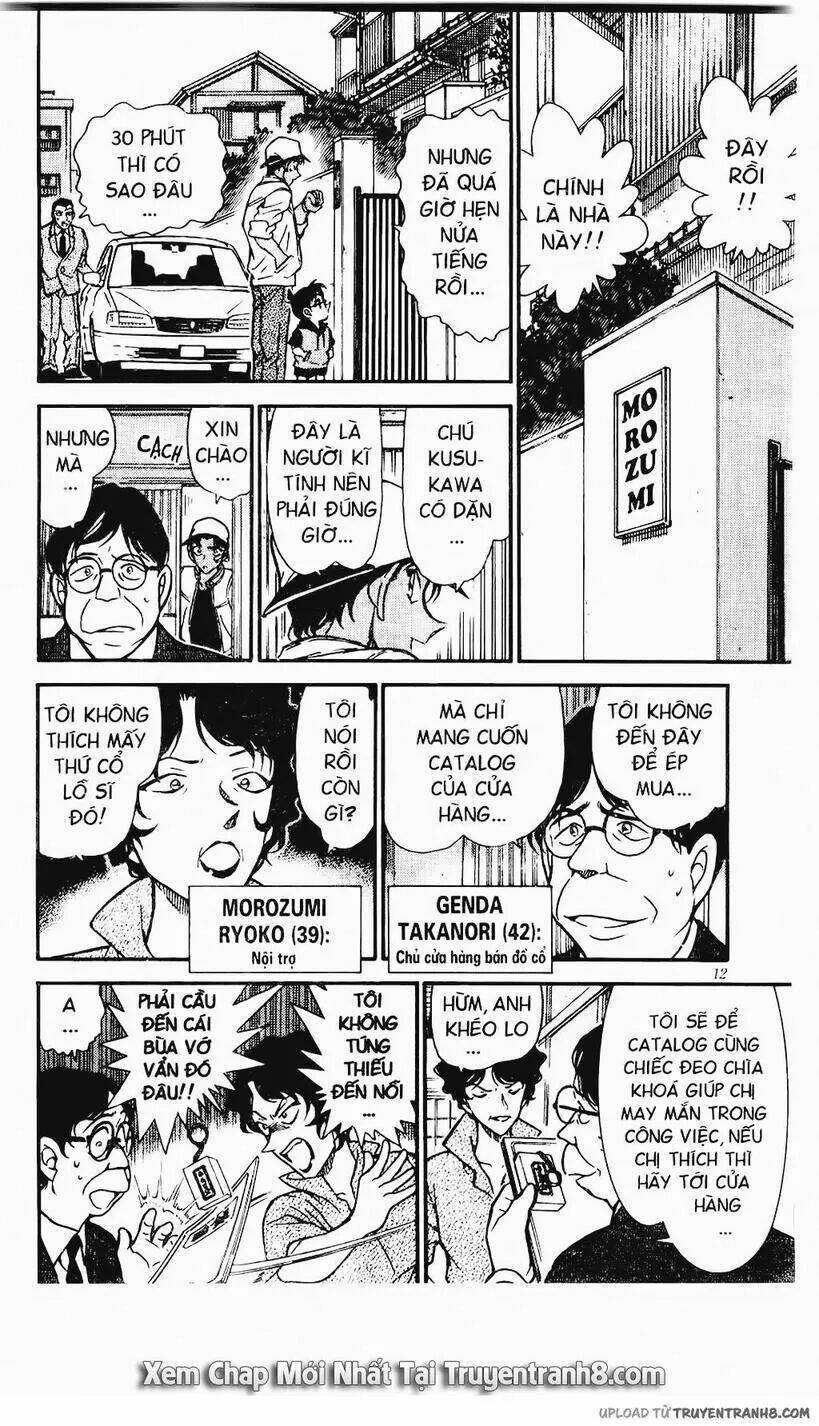 ĐÂY
RỒI
!!
CHÍNH
LÀ NHÀ
NÀY!!
MO
RO
ZU
MI
NHƯNG
ĐÃ QUÁ
GIỜ HẸN
NỬA
TIẾNG
RỒI...
30 PHÚT
THÌ CÓ
SAO ĐÂU
...
CHÚ
KUSU-
KAWA
CÓ DẶN
...
ĐÂY LÀ
NGƯỜI KĨ
TÍNH NÊN
PHẢI ĐÚNG
GIỜ...
XIN
CHÀO
...
CẠCH
NHƯNG
MÀ
...
TÔI KHÔNG
ĐẾN ĐÂY
ĐỂ ÉP
MUA...
MÀ CHỈ
MANG CUỐN
CATALOG
CỦA CỬA
HÀNG...
GENDA
TAKANORI (42):
Chủ cửa hàng bán đồ cổ
TÔI
NÓI
RỒI
CÒN
GÌ?
TÔI KHÔNG
THÍCH MẤY
THỨ CỔ
LỖ SĨ
ĐÓ!
MOROZUMI
RYOKO (39):
Nội trợ
12
TÔI SẼ ĐỂ
CATALOG CÙNG
CHIẾC ĐEO CHÌA
KHOÁ GIÚP CHỊ
MAY MẮN TRONG
CÔNG VIỆC, NẾU
CHỊ THÍCH THÌ
HÃY TỚI CỬA
HÀNG
...
HỪM, ANH
KHÉO LO
...
TÔI
KHÔNG
TÚNG
THIẾU
ĐẾN NỖI
...
PHẢI CẦU
ĐẾN CÁI
BÙA VỚ
VẨN ĐÓ
ĐÂU!!
A
...
Xem Chap Mới Nhất Tại Truyentranh8.com
UPLOAD TỪ TRUYENTRANH8.COM